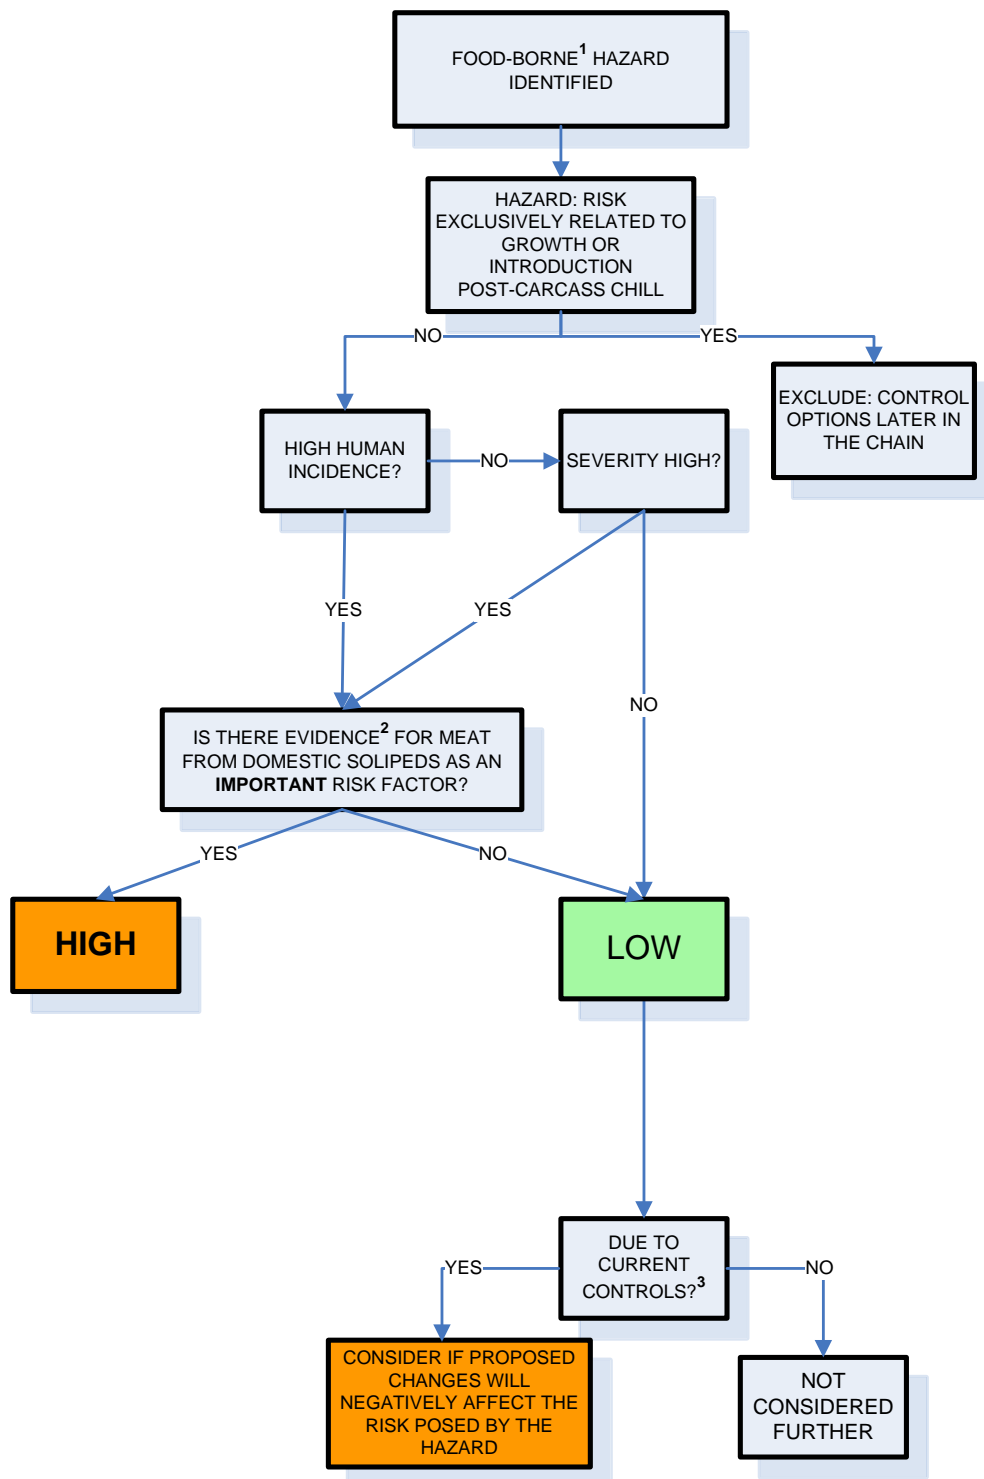 FOOD-BORNE1 HAZARD
IDENTIFIED
HAZARD: RISK
EXCLUSIVELY RELATED TO
GROWTH OR
INTRODUCTION
POST-CARCASS CHILL
NO
YES
EXCLUDE: CONTROL
OPTIONS LATER IN
THE CHAIN
HIGH HUMAN
INCIDENCE?
NO
SEVERITY HIGH?
YES
YES
NO
IS THERE EVIDENCE2 FOR MEAT
FROM DOMESTIC SOLIPEDS AS AN
IMPORTANT RISK FACTOR?
YES
NO
HIGH
LOW
DUE TO
CURRENT
CONTROLS?3
YES
NO
CONSIDER IF PROPOSED
CHANGES WILL
NEGATIVELY AFFECT THE
RISK POSED BY THE
HAZARD
NOT
CONSIDERED
FURTHER